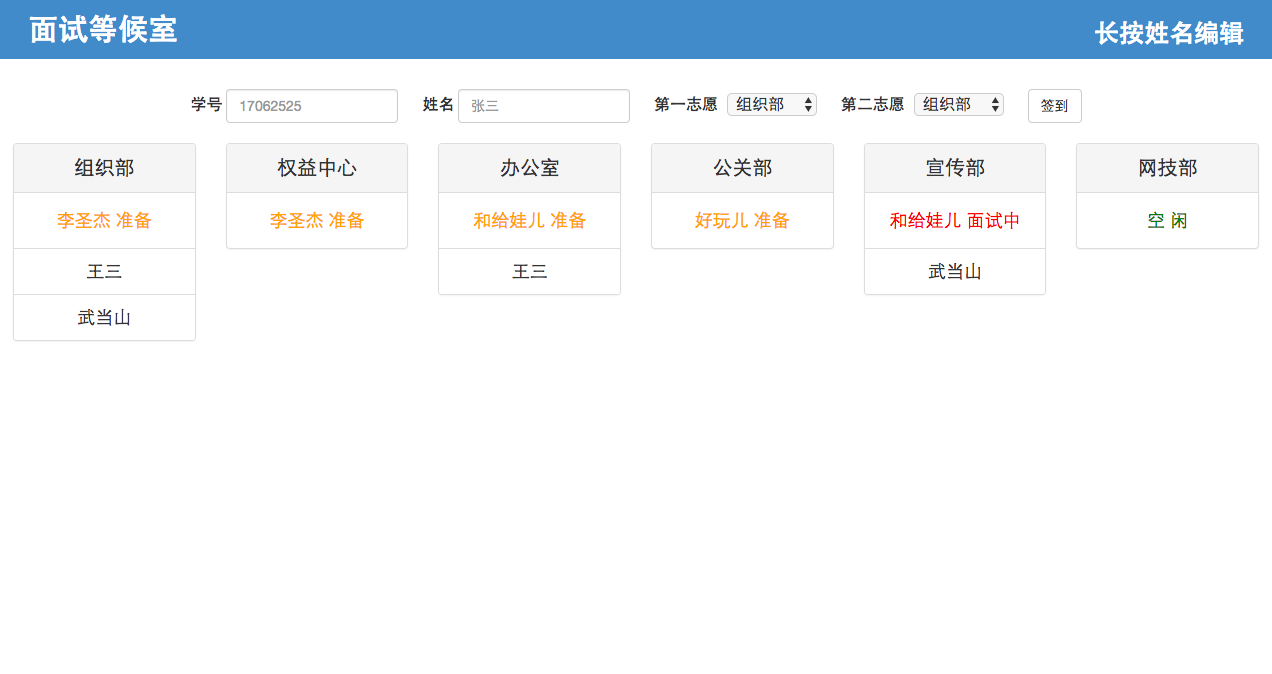 面试等候室
长按姓名编辑
学号 17062525 姓名 张三 第一志愿 组织部 第二志愿 组织部 签到
组织部
李圣杰 准备
王三
武当山
权益中心
李圣杰 准备
办公室
和给娃儿 准备
王三
公关部
好玩儿 准备
宣传部
和给娃儿 面试中
武当山
网技部
空 闲